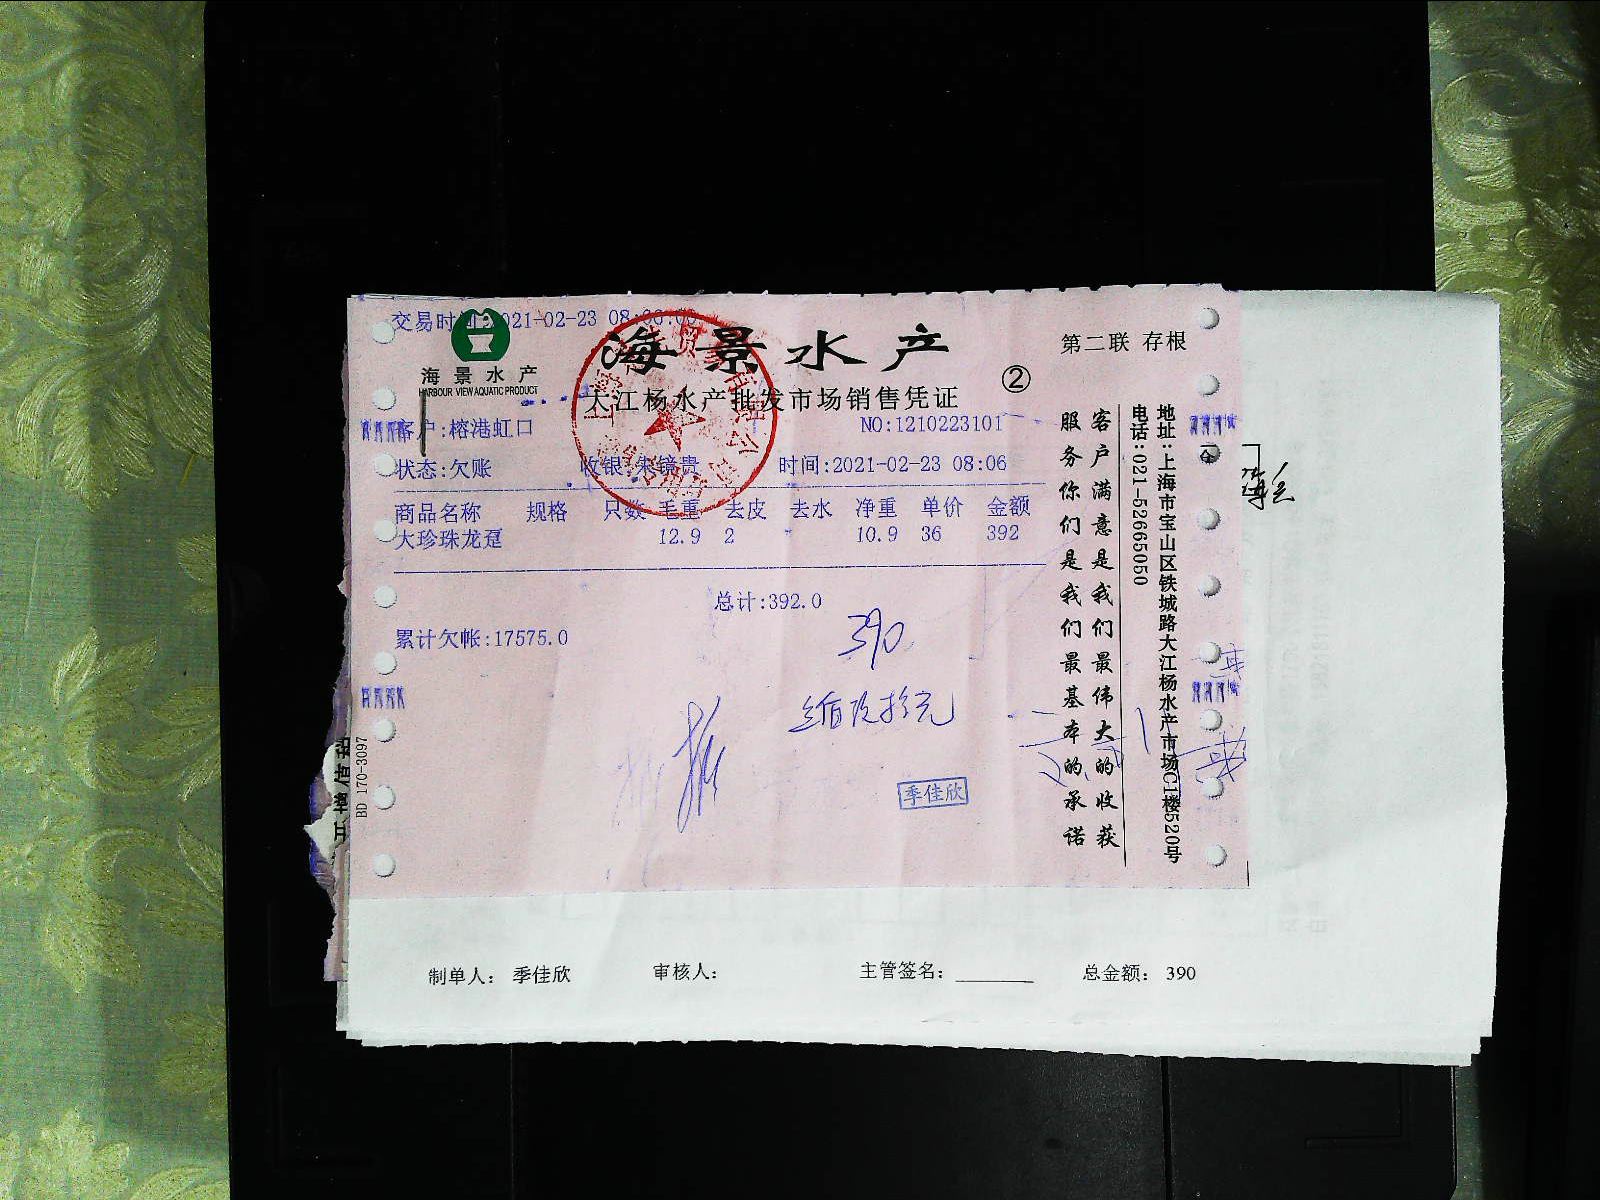 交易时间:2021-02-23 08:06:00
海景水产
HARBOUR VIEW AQUATIC PRODUCT
海景水产
大江杨水产批发市场销售凭证
②
第二联 存根
客户:榕港虹口
NO:1210223101
状态:欠账
收银:朱镜贵
时间:2021-02-23 08:06
商品名称 规格 只数 毛重 去皮 去水 净重 单价 金额
大珍珠龙趸 12.9 2 10.9 36 392
总计:392.0
累计欠帐:17575.0
390
叁佰玖拾元
季佳欣
客户满意是我们最伟大的收获
服务你们是我们最基本的承诺
地址:上海市宝山区铁城路大江杨水产市场C1楼520号
电话:021-52665050
BD 170-3097
制单人: 季佳欣 审核人: 主管签名: 总金额: 390